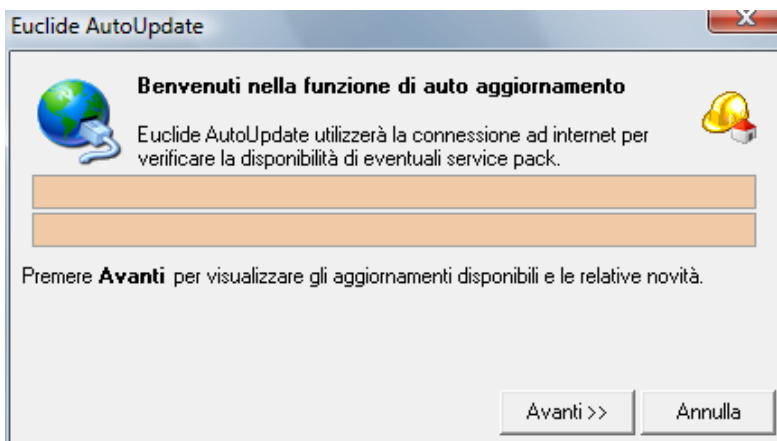 Euclide AutoUpdate
Benvenuti nella funzione di auto aggiornamento
Euclide AutoUpdate utilizzerà la connessione ad internet per
verificare la disponibilità di eventuali service pack.
Premere Avanti per visualizzare gli aggiornamenti disponibili e le relative novità.
Avanti >> Annulla